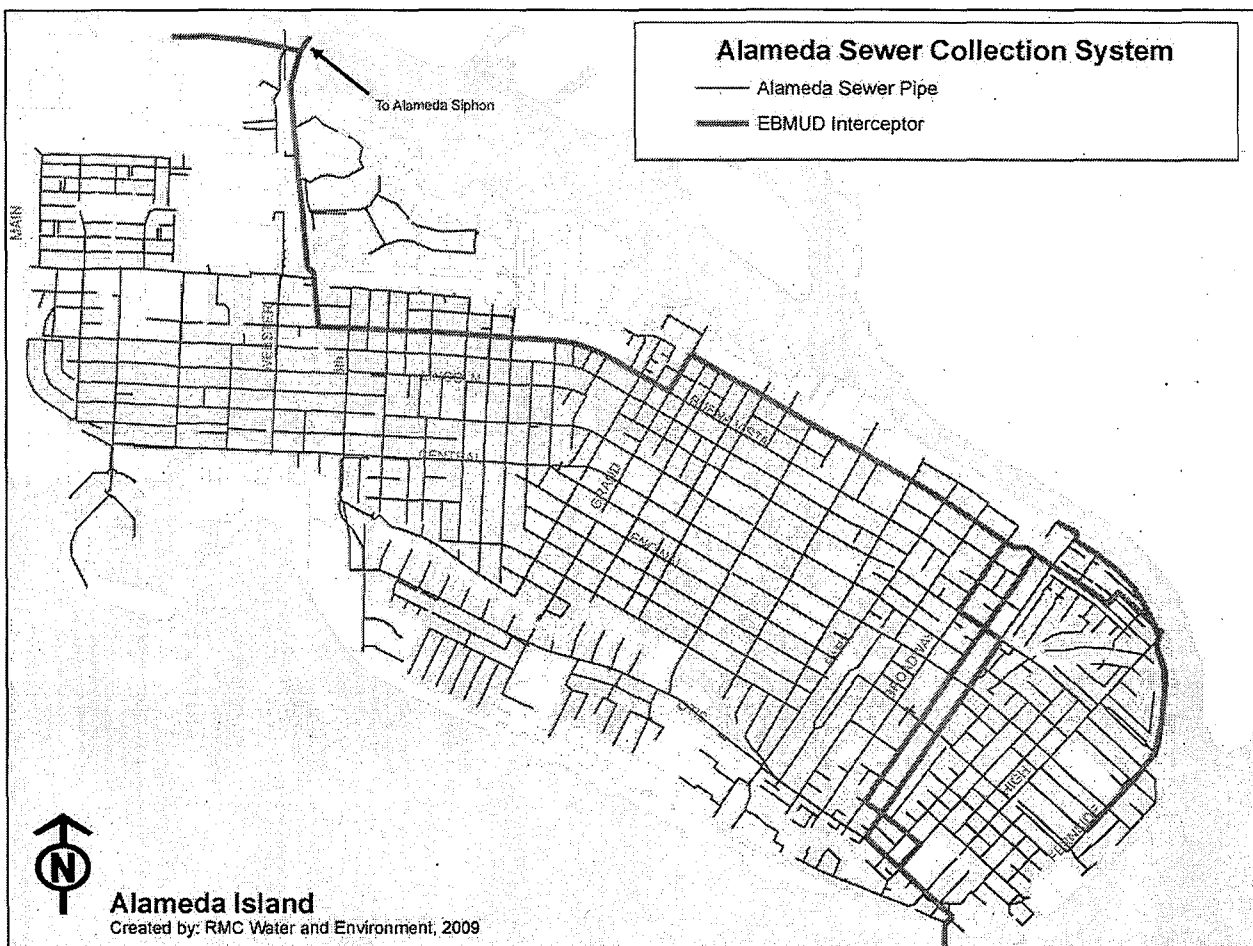 Alameda Sewer Collection System
Alameda Sewer Pipe
EBMUD Interceptor
To Alameda Siphon
MAIN
WEBSTER
8th
LINCOLN
BUENA VISTA
CENTRAL
GRAND
ENCINAL
OTIS
BROADWAY
HIGH
FERNSIDE
N
Alameda Island
Created by: RMC Water and Environment, 2009